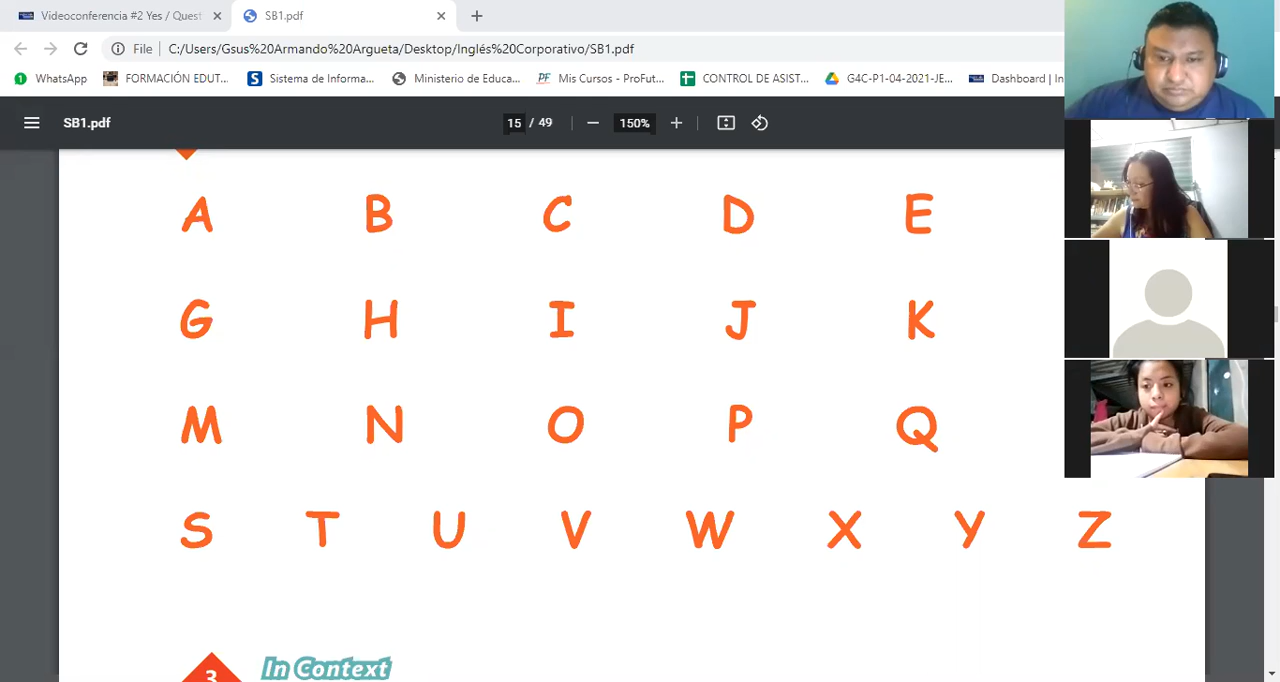 Videoconferencia #2 Yes / Quest
SB1.pdf
File
C:/Users/Gsus%20Armando%20Argueta/Desktop/Inglés%20Corporativo/SB1.pdf
WhatsApp
FORMACIÓN EDUT...
Sistema de Informa...
Ministerio de Educa...
Mis Cursos - ProFut...
CONTROL DE ASIST...
G4C-P1-04-2021-JE...
Dashboard | In
SB1.pdf
15 / 49
150%
A B C D E
G H I J K
M N O P Q
S T U V W X Y Z
3 In Context